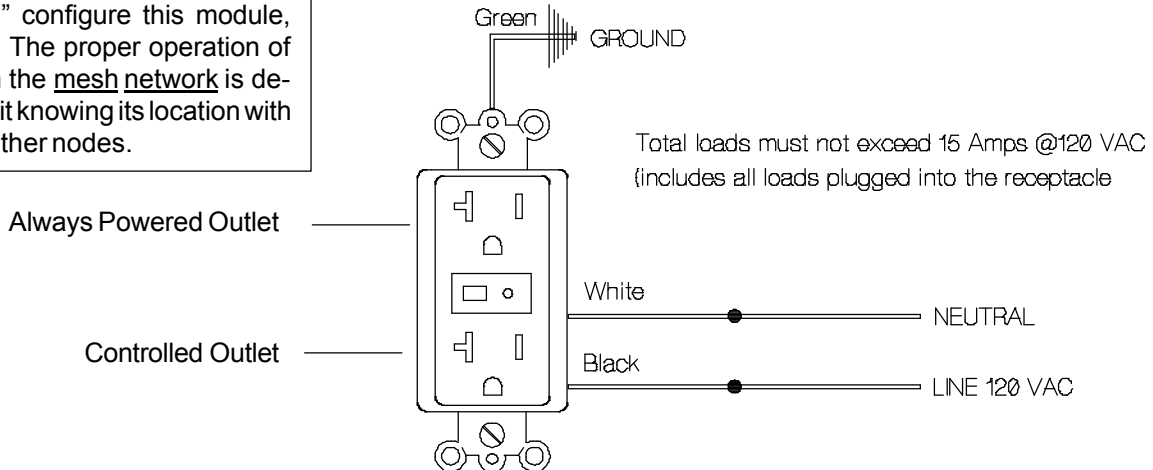 ” configure this module,
The proper operation of
the mesh network is de-
it knowing its location with
ther nodes.
Green
GROUND
Total loads must not exceed 15 Amps @120 VAC
(includes all loads plugged into the receptacle
Always Powered Outlet
White
NEUTRAL
Controlled Outlet
Black
LINE 120 VAC